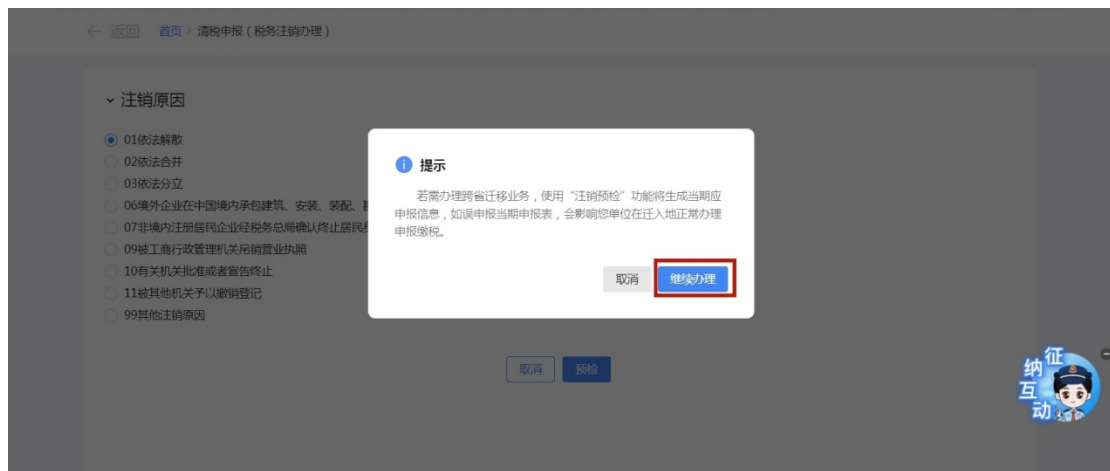 ← 返回 首页 › 清税申报（税务注销办理）
注销原因
01依法解散
02依法合并
03依法分立
06境外企业在中国境内承包建筑、安装、装配、
07非境内注册居民企业经税务总局确认终止居民
09被工商行政管理机关吊销营业执照
10有关机关批准或者宣告终止
11被其他机关予以撤销登记
99其他注销原因
提示
若需办理跨省迁移业务，使用“注销预检”功能将生成当期应
申报信息，如误申报当期申报表，会影响您单位在迁入地正常办理
申报缴税。
取消 继续办理
取消 预检
征纳互动